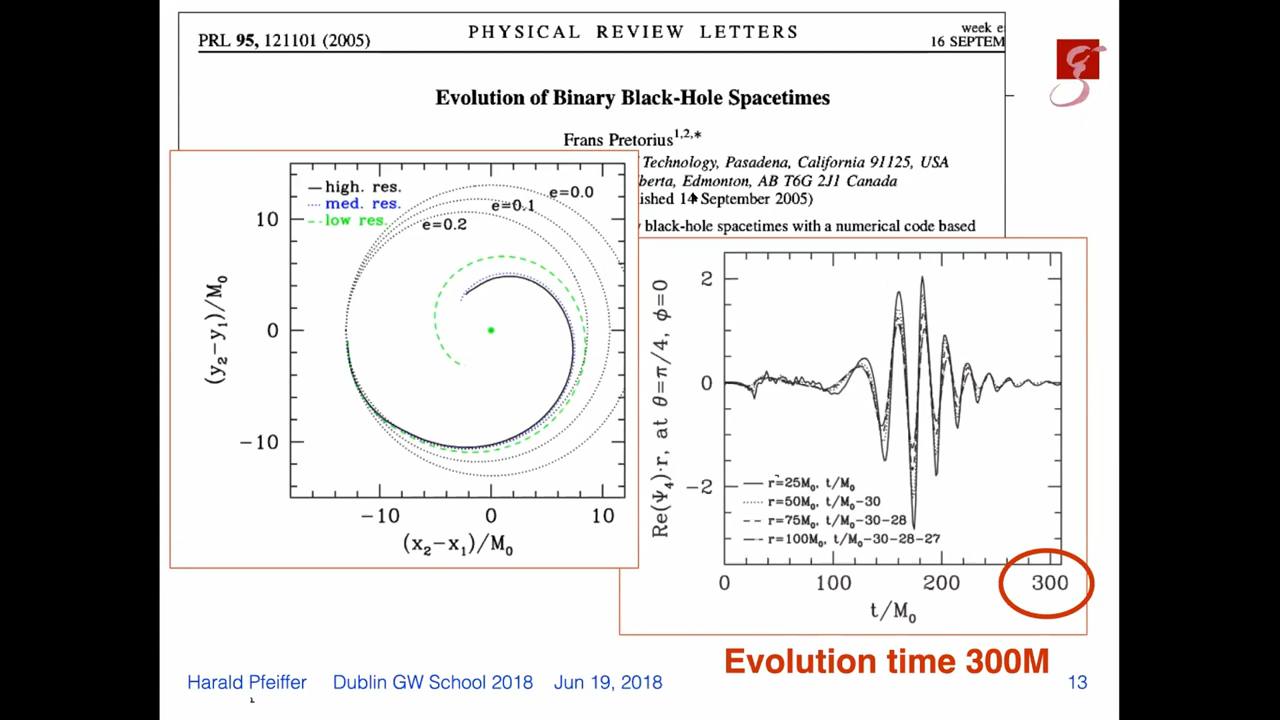 PRL 95, 121101 (2005)
PHYSICAL REVIEW LETTERS
week e
16 SEPTEM
Evolution of Binary Black-Hole Spacetimes
Frans Pretorius1,2,*
Technology, Pasadena, California 91125, USA
berta, Edmonton, AB T6G 2J1 Canada
ished 14 September 2005)
black-hole spacetimes with a numerical code based
high. res.
med. res.
low res.
e=0.0
e=0.1
e=0.2
10
0
−10
(y₂−y₁)/M₀
−10 0 10
(x₂−x₁)/M₀
2
0
−2
Re(Ψ₄)·r, at θ=π/4, φ=0
r=25M₀, t/M₀
r=50M₀, t/M₀−30
r=75M₀, t/M₀−30−28
r=100M₀, t/M₀−30−28−27
0 100 200 300
t/M₀
Evolution time 300M
Harald Pfeiffer Dublin GW School 2018 Jun 19, 2018 13